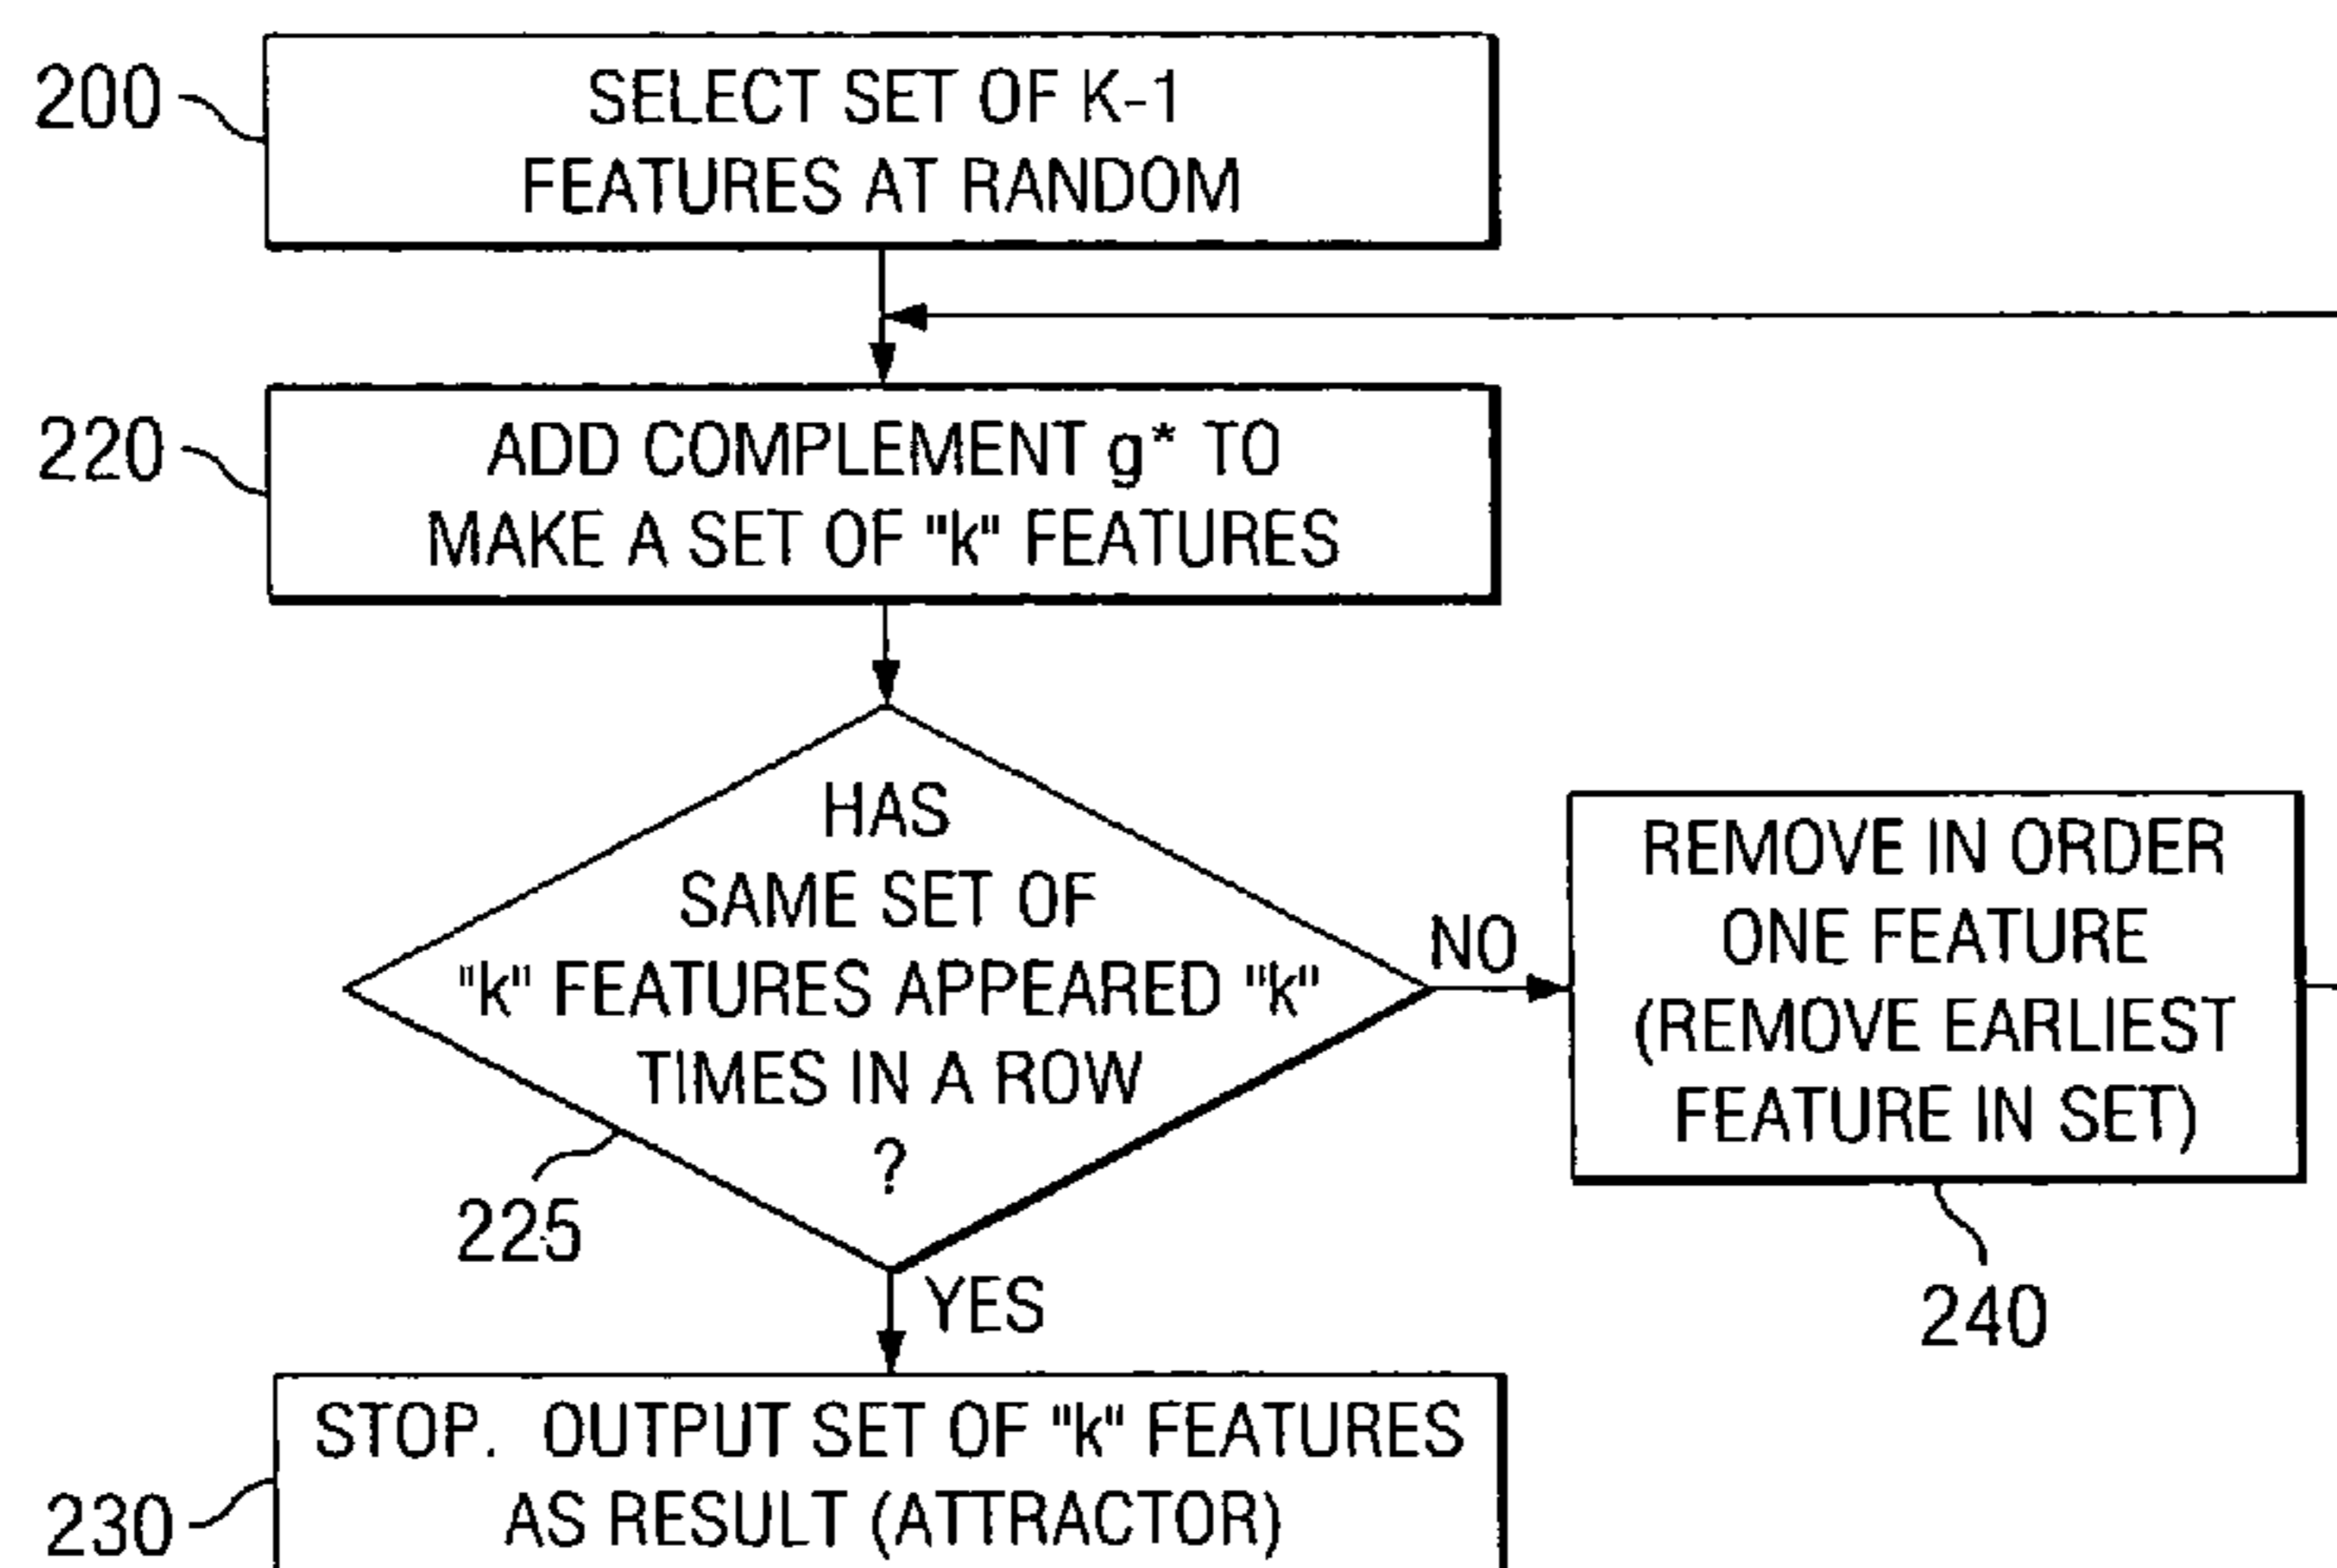 200
SELECT SET OF K-1
FEATURES AT RANDOM
220
ADD COMPLEMENT g* TO
MAKE A SET OF "k" FEATURES
HAS
SAME SET OF
"k" FEATURES APPEARED "k"
TIMES IN A ROW
?
225
NO
REMOVE IN ORDER
ONE FEATURE
(REMOVE EARLIEST
FEATURE IN SET)
240
YES
230
STOP. OUTPUT SET OF "k" FEATURES
AS RESULT (ATTRACTOR)